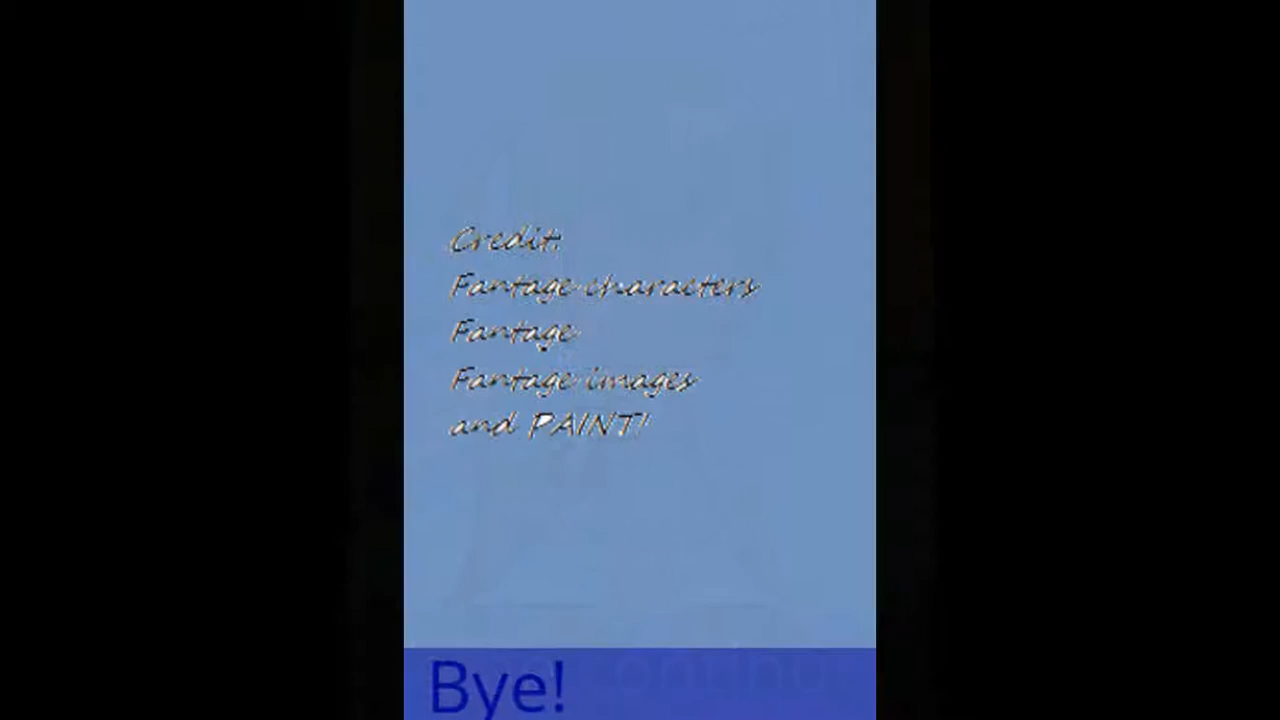 Credit:
Fantage characters
Fantage
Fantage images
and PAINT!
Bye!